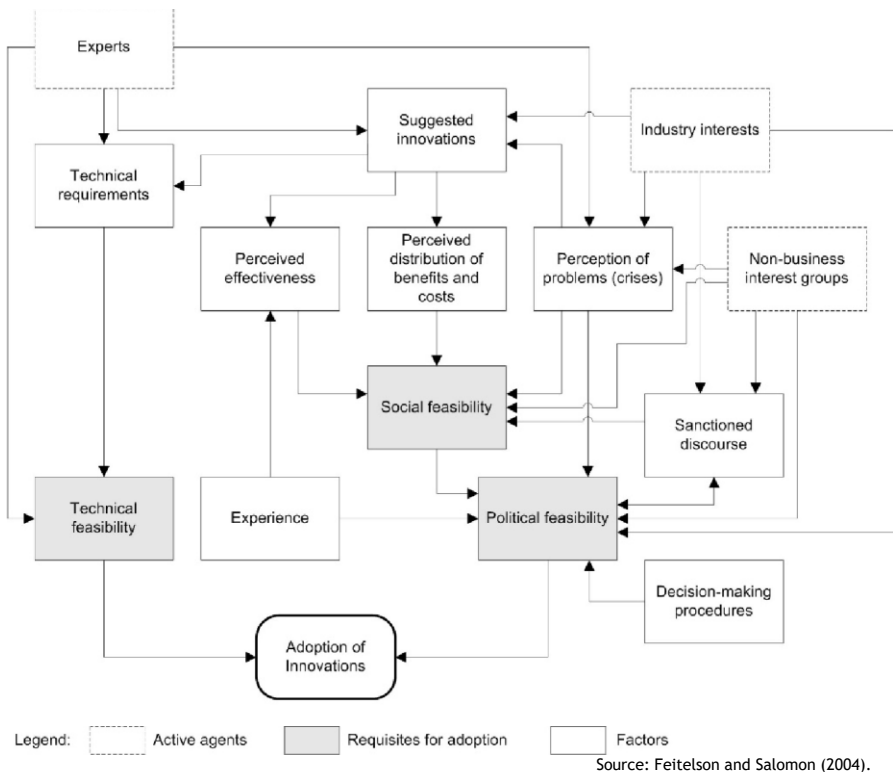 Experts
Suggested
innovations
Industry interests
Technical
requirements
Perceived
effectiveness
Perceived
distribution of
benefits and
costs
Perception of
problems (crises)
Non-business
interest groups
Social feasibility
Sanctioned
discourse
Technical
feasibility
Experience
Political feasibility
Decision-making
procedures
Adoption of
Innovations
Legend:
Active agents
Requisites for adoption
Factors
Source: Feitelson and Salomon (2004).